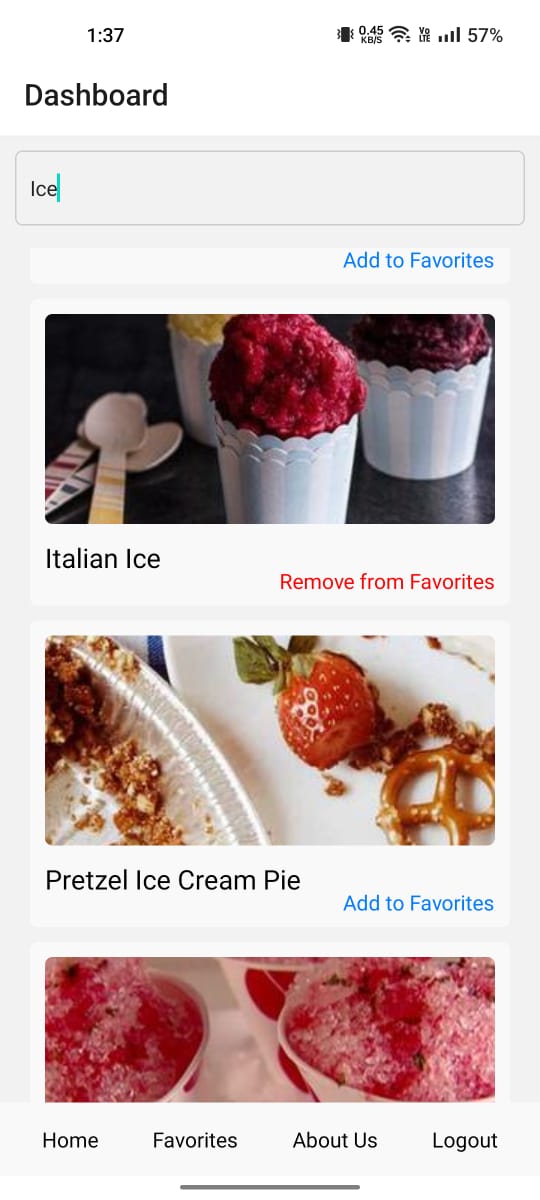 1:37
0.45 KB/S
Vo LTE
57%
Dashboard
Ice
Add to Favorites
Italian Ice
Remove from Favorites
Pretzel Ice Cream Pie
Add to Favorites
Home Favorites About Us Logout